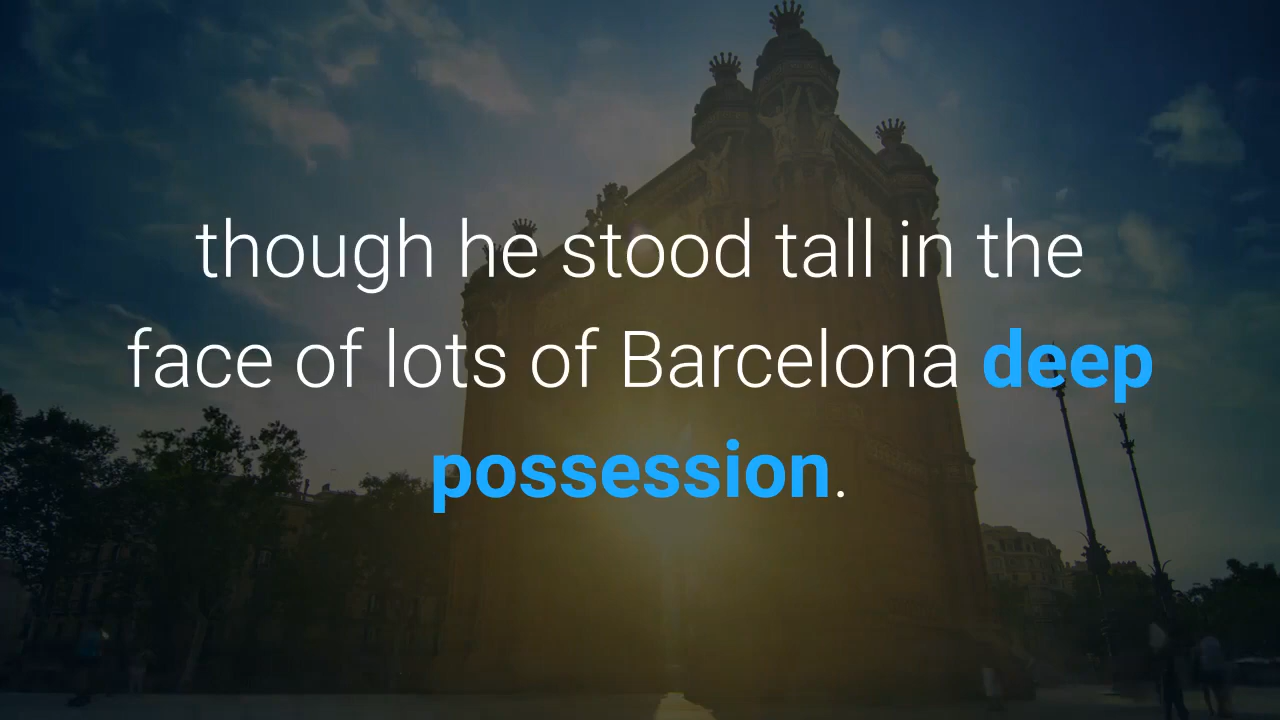 though he stood tall in the
face of lots of Barcelona deep
possession.